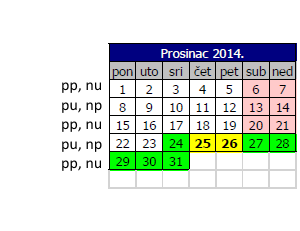 Prosinac 2014.
pon uto sri čet pet sub ned
pp, nu 1 2 3 4 5 6 7
pu, np 8 9 10 11 12 13 14
pp, nu 15 16 17 18 19 20 21
pu, np 22 23 24 25 26 27 28
pp, nu 29 30 31